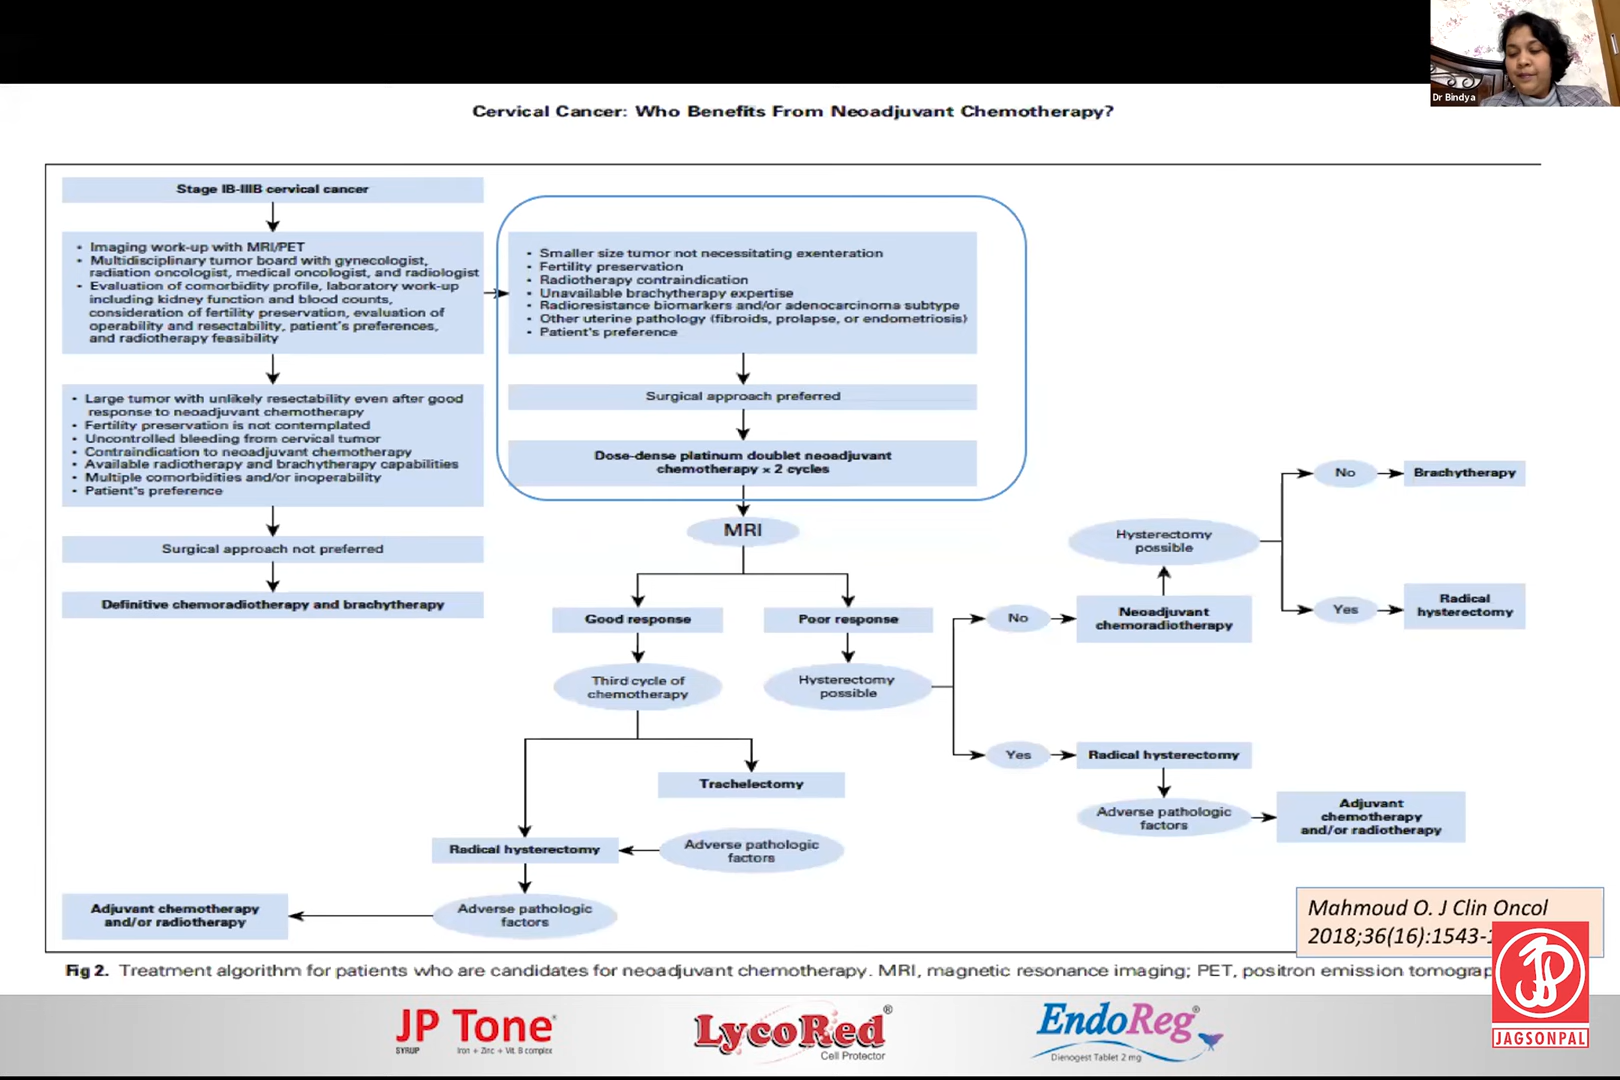 Dr Bindya
Cervical Cancer: Who Benefits From Neoadjuvant Chemotherapy?
Stage IB-IIIB cervical cancer
• Imaging work-up with MRI/PET
• Multidisciplinary tumor board with gynecologist,
radiation oncologist, medical oncologist, and radiologist
• Evaluation of comorbidity profile, laboratory work-up
including kidney function and blood counts,
consideration of fertility preservation, evaluation of
operability and resectability, patient's preferences,
and radiotherapy feasibility
• Large tumor with unlikely resectability even after good
response to neoadjuvant chemotherapy
• Fertility preservation is not contemplated
• Uncontrolled bleeding from cervical tumor
• Contraindication to neoadjuvant chemotherapy
• Available radiotherapy and brachytherapy capabilities
• Multiple comorbidities and/or inoperability
• Patient's preference
Surgical approach not preferred
Definitive chemoradiotherapy and brachytherapy
• Smaller size tumor not necessitating exenteration
• Fertility preservation
• Radiotherapy contraindication
• Unavailable brachytherapy expertise
• Radioresistance biomarkers and/or adenocarcinoma subtype
• Other uterine pathology (fibroids, prolapse, or endometriosis)
• Patient's preference
Surgical approach preferred
Dose-dense platinum doublet neoadjuvant
chemotherapy × 2 cycles
MRI
Good response
Poor response
Third cycle of
chemotherapy
Hysterectomy
possible
Trachelectomy
Radical hysterectomy
Adverse pathologic
factors
Adverse pathologic
factors
Adjuvant chemotherapy
and/or radiotherapy
No
Neoadjuvant
chemoradiotherapy
Hysterectomy
possible
No
Brachytherapy
Yes
Radical
hysterectomy
Yes
Radical hysterectomy
Adverse pathologic
factors
Adjuvant
chemotherapy
and/or radiotherapy
Mahmoud O. J Clin Oncol
2018;36(16):1543-
Fig 2. Treatment algorithm for patients who are candidates for neoadjuvant chemotherapy. MRI, magnetic resonance imaging; PET, positron emission tomograp
JAGSONPAL
JP Tone
SYRUP Iron + Zinc + Vit. B complex
LycoRed®
Cell Protector
EndoReg®
Dienogest Tablet 2 mg